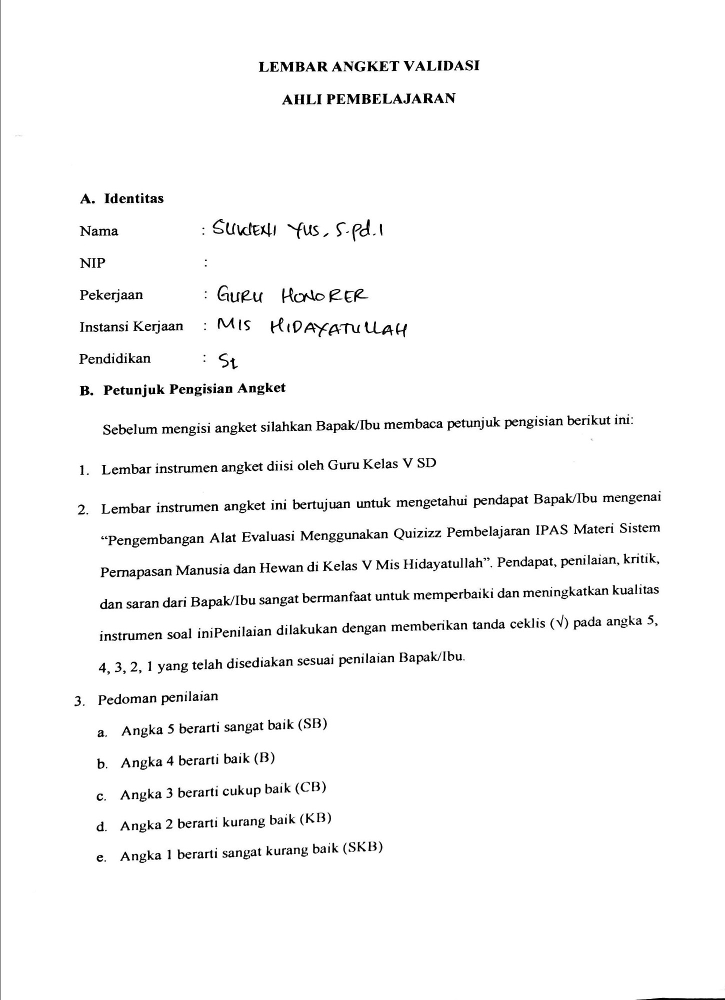 LEMBAR ANGKET VALIDASI
AHLI PEMBELAJARAN
A. Identitas
Nama : Yus, S.Pd.I
NIP :
Pekerjaan : GURU HONORER
Instansi Kerjaan : MIS HIDAYATULLAH
Pendidikan :
B. Petunjuk Pengisian Angket
Sebelum mengisi angket silahkan Bapak/Ibu membaca petunjuk pengisian berikut ini:
1. Lembar instrumen angket diisi oleh Guru Kelas V SD
2. Lembar instrumen angket ini bertujuan untuk mengetahui pendapat Bapak/Ibu mengenai
“Pengembangan Alat Evaluasi Menggunakan Quizizz Pembelajaran IPAS Materi Sistem
Pernapasan Manusia dan Hewan di Kelas V Mis Hidayatullah”. Pendapat, penilaian, kritik,
dan saran dari Bapak/Ibu sangat bermanfaat untuk memperbaiki dan meningkatkan kualitas
instrumen soal iniPenilaian dilakukan dengan memberikan tanda ceklis (√) pada angka 5,
4, 3, 2, 1 yang telah disediakan sesuai penilaian Bapak/Ibu.
3. Pedoman penilaian
a. Angka 5 berarti sangat baik (SB)
b. Angka 4 berarti baik (B)
c. Angka 3 berarti cukup baik (CB)
d. Angka 2 berarti kurang baik (KB)
e. Angka 1 berarti sangat kurang baik (SKB)